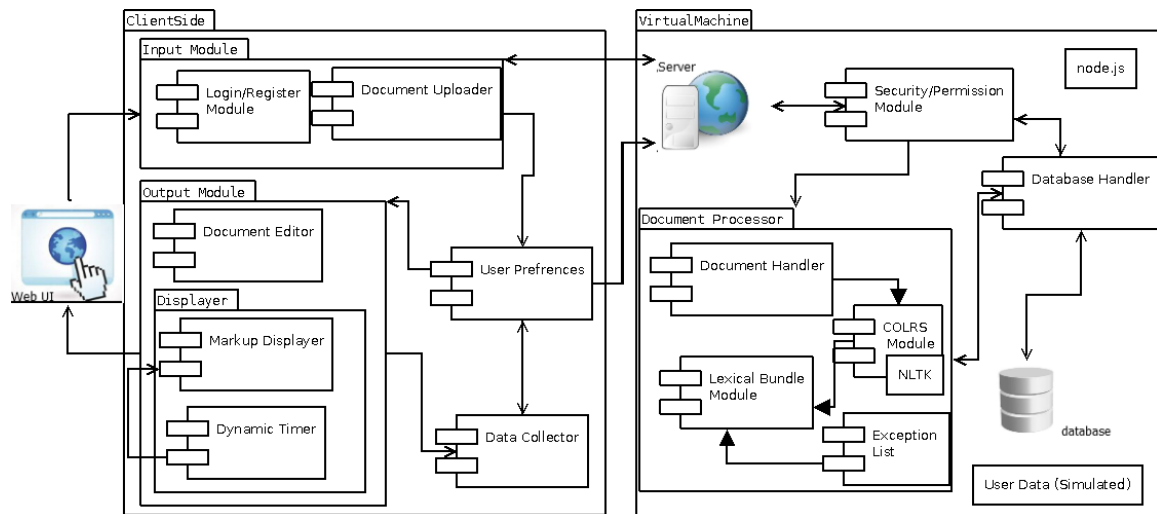 ClientSide
Input Module
Login/Register
Module
Document Uploader
Output Module
Document Editor
Displayer
Markup Displayer
Dynamic Timer
User Prefrences
Data Collector
Web UI
VirtualMachine
.Server
node.js
Security/Permission
Module
Database Handler
Document Processor
Document Handler
COLRS
Module
NLTK
Lexical Bundle
Module
Exception
List
database
User Data (Simulated)